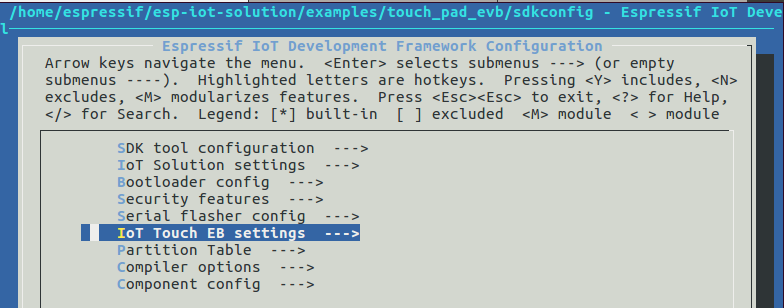 /home/espressif/esp-iot-solution/examples/touch_pad_evb/sdkconfig - Espressif IoT Deve
l
Espressif IoT Development Framework Configuration
Arrow keys navigate the menu.  <Enter> selects submenus ---> (or empty
submenus ----).  Highlighted letters are hotkeys.  Pressing <Y> includes, <N>
excludes, <M> modularizes features.  Press <Esc><Esc> to exit, <?> for Help,
</> for Search.  Legend: [*] built-in  [ ] excluded  <M> module  < > module
SDK tool configuration  --->
IoT Solution settings  --->
Bootloader config  --->
Security features  --->
Serial flasher config  --->
IoT Touch EB settings  --->
Partition Table  --->
Compiler options  --->
Component config  --->